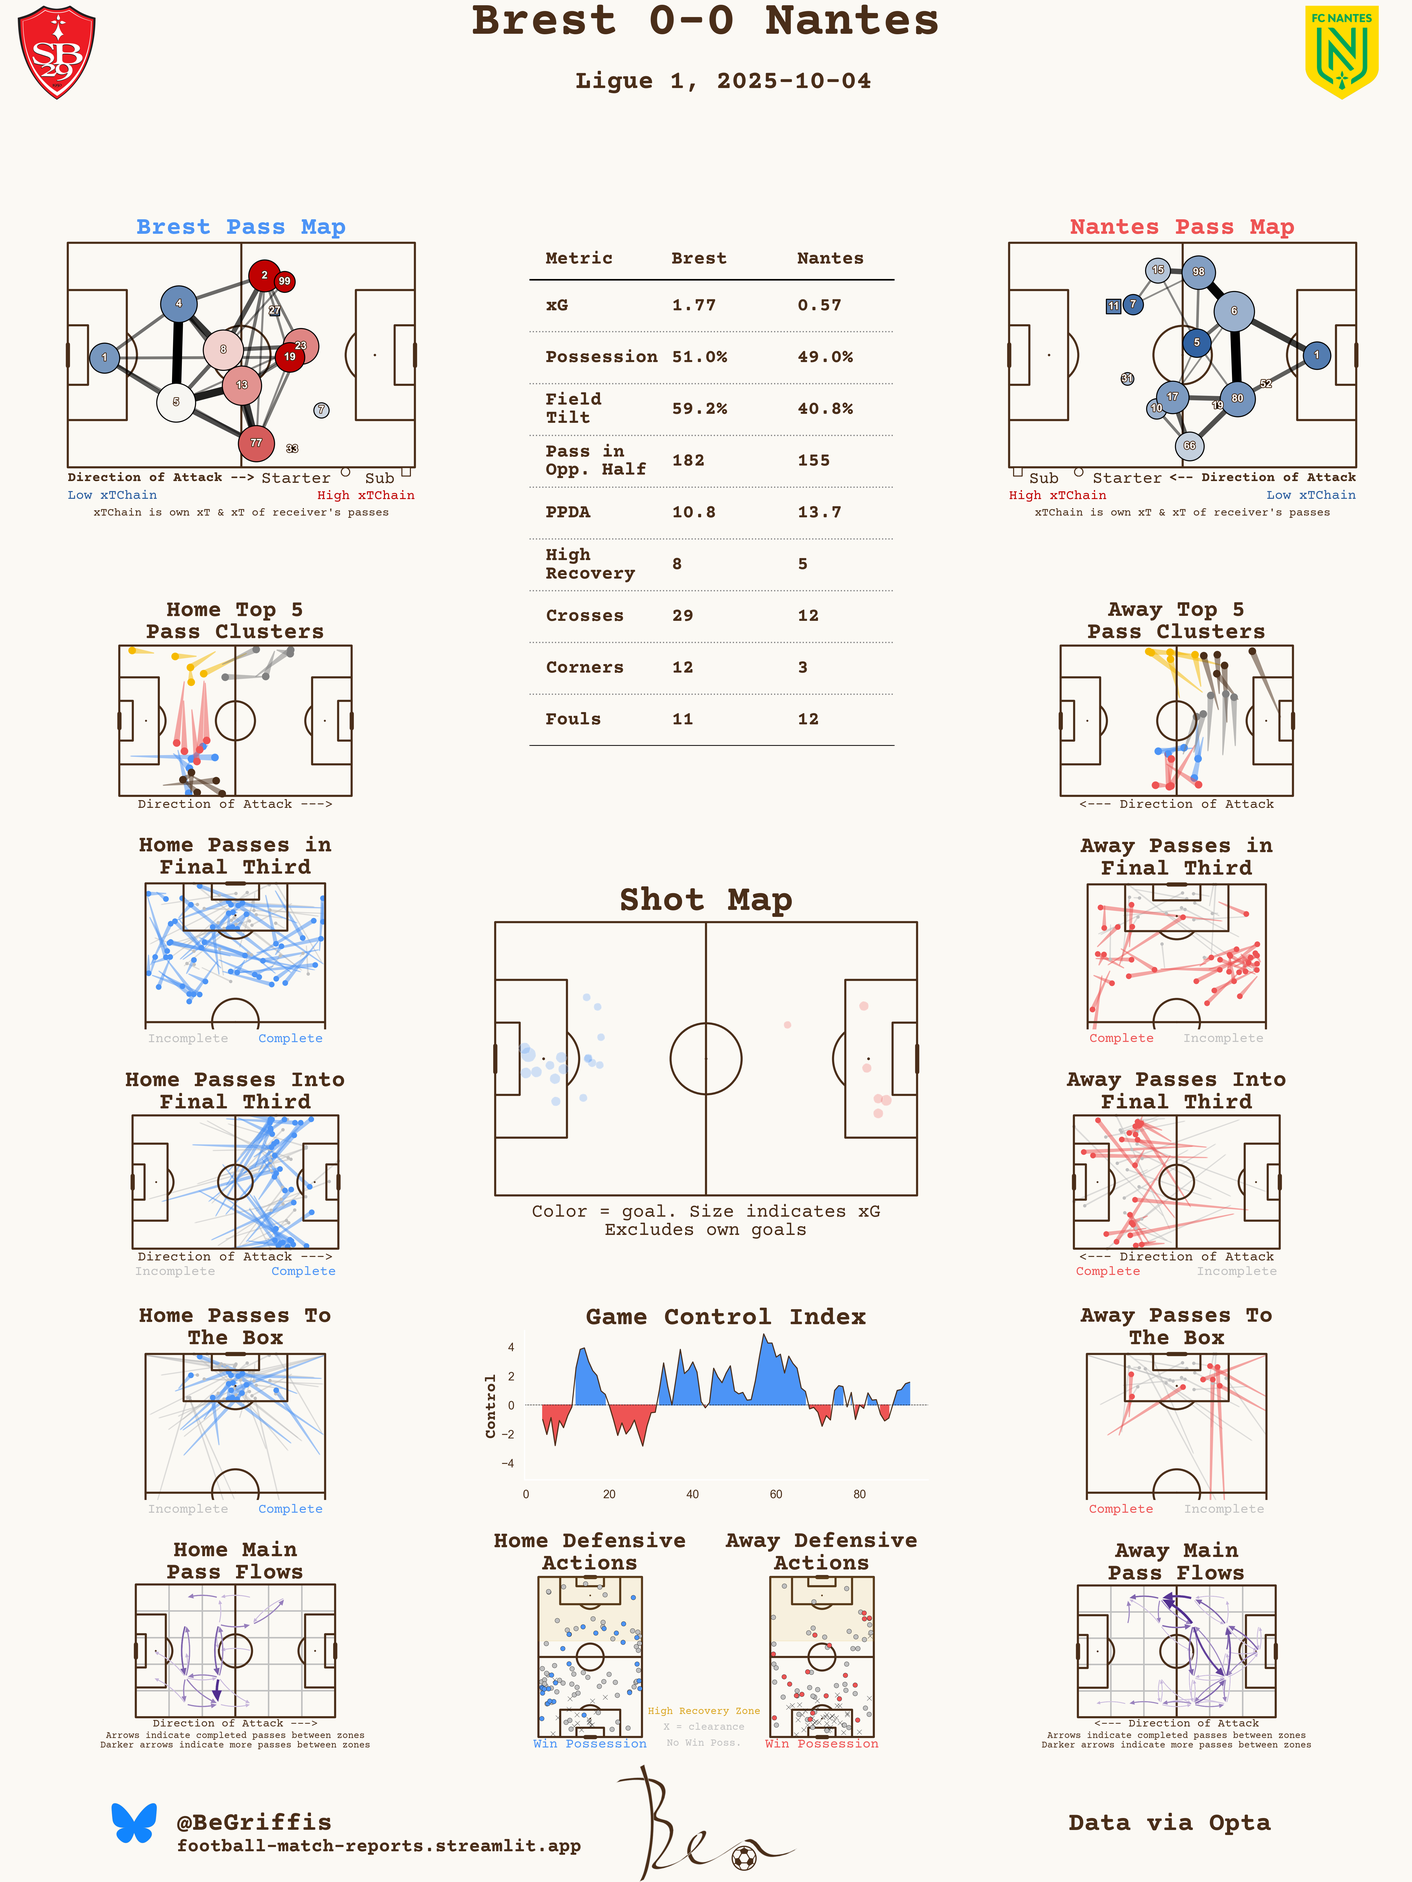 Brest 0-0 Nantes
Ligue 1, 2025-10-04
SB
29
FC NANTES
N
Brest Pass Map
1
4
5
8
13
2
99
27
23
19
7
77
33
Direction of Attack -->
Starter
Sub
Low xTChain
High xTChain
xTChain is own xT & xT of receiver's passes
Metric Brest Nantes
xG 1.77 0.57
Possession 51.0% 49.0%
Field
Tilt 59.2% 40.8%
Pass in
Opp. Half 182 155
PPDA 10.8 13.7
High
Recovery 8 5
Crosses 29 12
Corners 12 3
Fouls 11 12
Nantes Pass Map
15
98
11
7
6
5
1
31
52
17
10
19
80
66
Sub
Starter
<-- Direction of Attack
High xTChain
Low xTChain
xTChain is own xT & xT of receiver's passes
Home Top 5
Pass Clusters
Direction of Attack --->
Away Top 5
Pass Clusters
<--- Direction of Attack
Home Passes in
Final Third
Incomplete Complete
Shot Map
Color = goal. Size indicates xG
Excludes own goals
Away Passes in
Final Third
Complete Incomplete
Home Passes Into
Final Third
Direction of Attack --->
Incomplete Complete
Away Passes Into
Final Third
<--- Direction of Attack
Complete Incomplete
Home Passes To
The Box
Incomplete Complete
Game Control Index
Control
4
2
0
−2
−4
0 20 40 60 80
Away Passes To
The Box
Complete Incomplete
Home Main
Pass Flows
Direction of Attack --->
Arrows indicate completed passes between zones
Darker arrows indicate more passes between zones
Home Defensive
Actions
Win Possession
High Recovery Zone
X = clearance
No Win Poss.
Away Defensive
Actions
Win Possession
Away Main
Pass Flows
<--- Direction of Attack
Arrows indicate completed passes between zones
Darker arrows indicate more passes between zones
@BeGriffis
football-match-reports.streamlit.app
Ben
Data via Opta